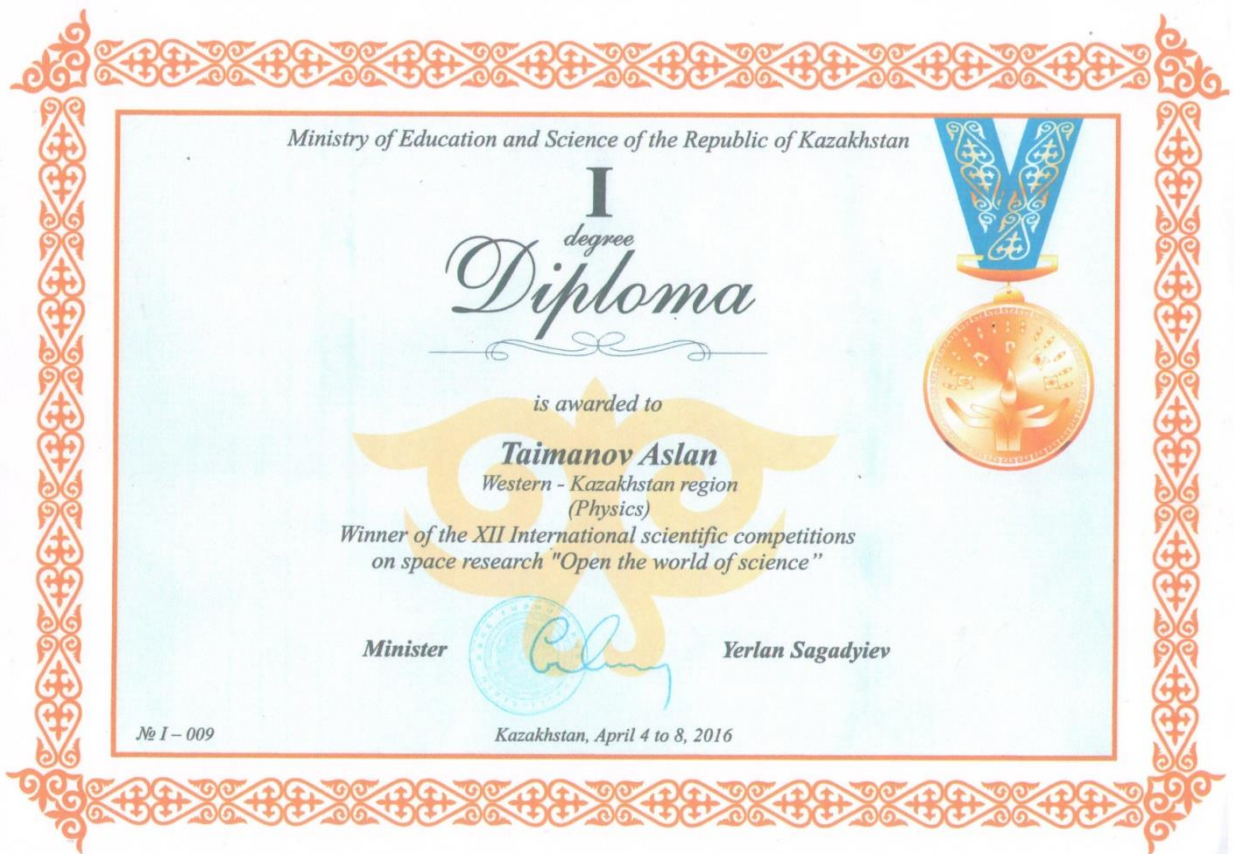 Ministry of Education and Science of the Republic of Kazakhstan
I
degree
Diploma
is awarded to
Taimanov Aslan
Western - Kazakhstan region
(Physics)
Winner of the XII International scientific competitions
on space research "Open the world of science”
Minister Yerlan Sagadyiev
№ I – 009 Kazakhstan, April 4 to 8, 2016